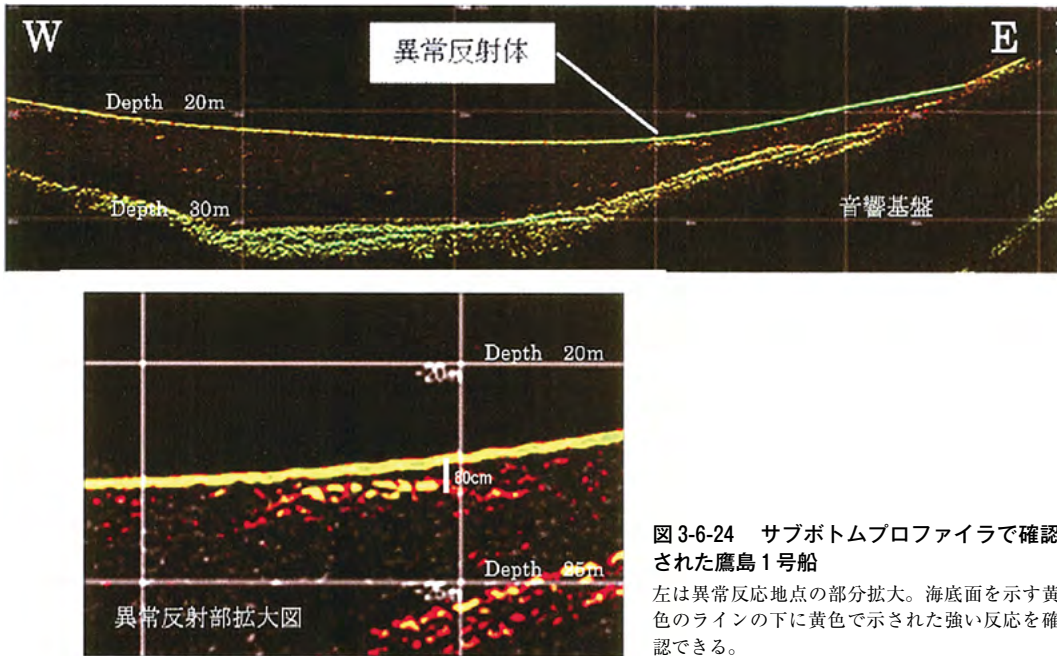 W
異常反射体
E
Depth 20m
Depth 30m
音響基盤
Depth 20m
-20m
80cm
Depth 25m
異常反射部拡大図
図3-6-24 サブボトムプロファイラで確認
された鷹島1号船
左は異常反応地点の部分拡大。海底面を示す黄
色のラインの下に黄色で示された強い反応を確
認できる。